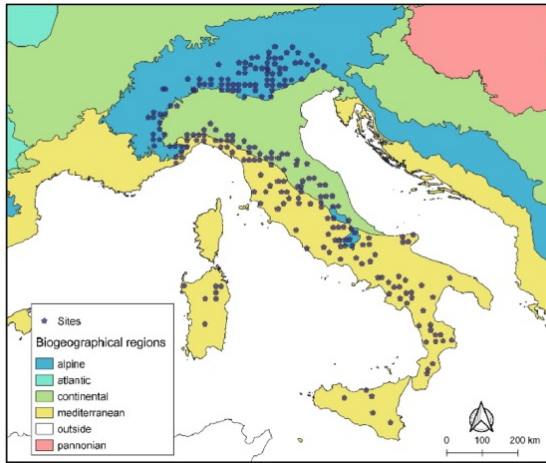 Sites
Biogeographical regions
alpine
atlantic
continental
mediterranean
outside
pannonian
0 100 200 km